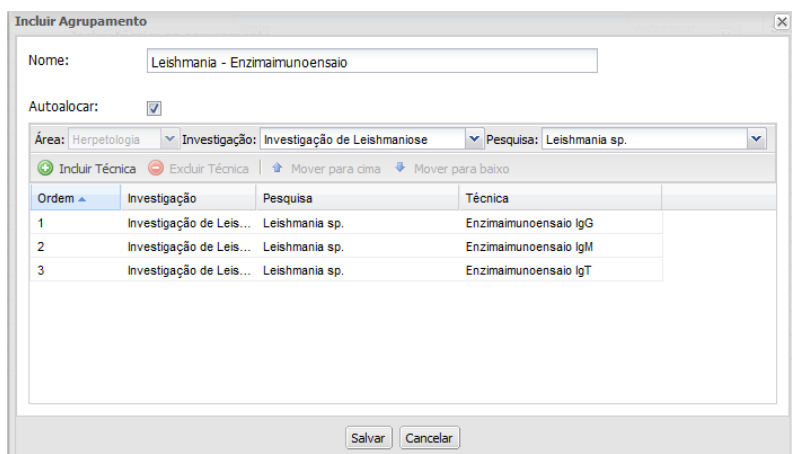 Incluir Agrupamento
Nome: Leishmania - Enzimaimunoensaio
Autoalocar:
Área: Herpetologia Investigação: Investigação de Leishmaniose Pesquisa: Leishmania sp.
Incluir Técnica Excluir Técnica Mover para cima Mover para baixo
Ordem Investigação Pesquisa Técnica
1 Investigação de Leis... Leishmania sp. Enzimaimunoensaio IgG
2 Investigação de Leis... Leishmania sp. Enzimaimunoensaio IgM
3 Investigação de Leis... Leishmania sp. Enzimaimunoensaio IgT
Salvar Cancelar